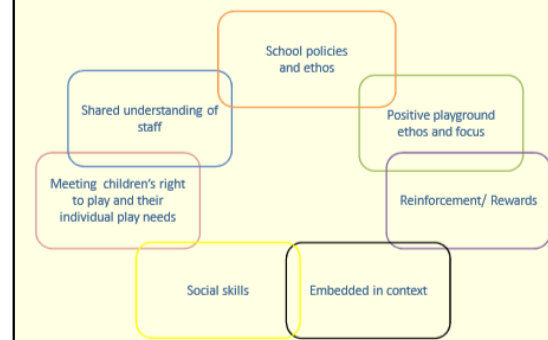 School policies
and ethos
Shared understanding of
staff
Positive playground
ethos and focus
Meeting children's right
to play and their
individual play needs
Reinforcement/ Rewards
Social skills
Embedded in context